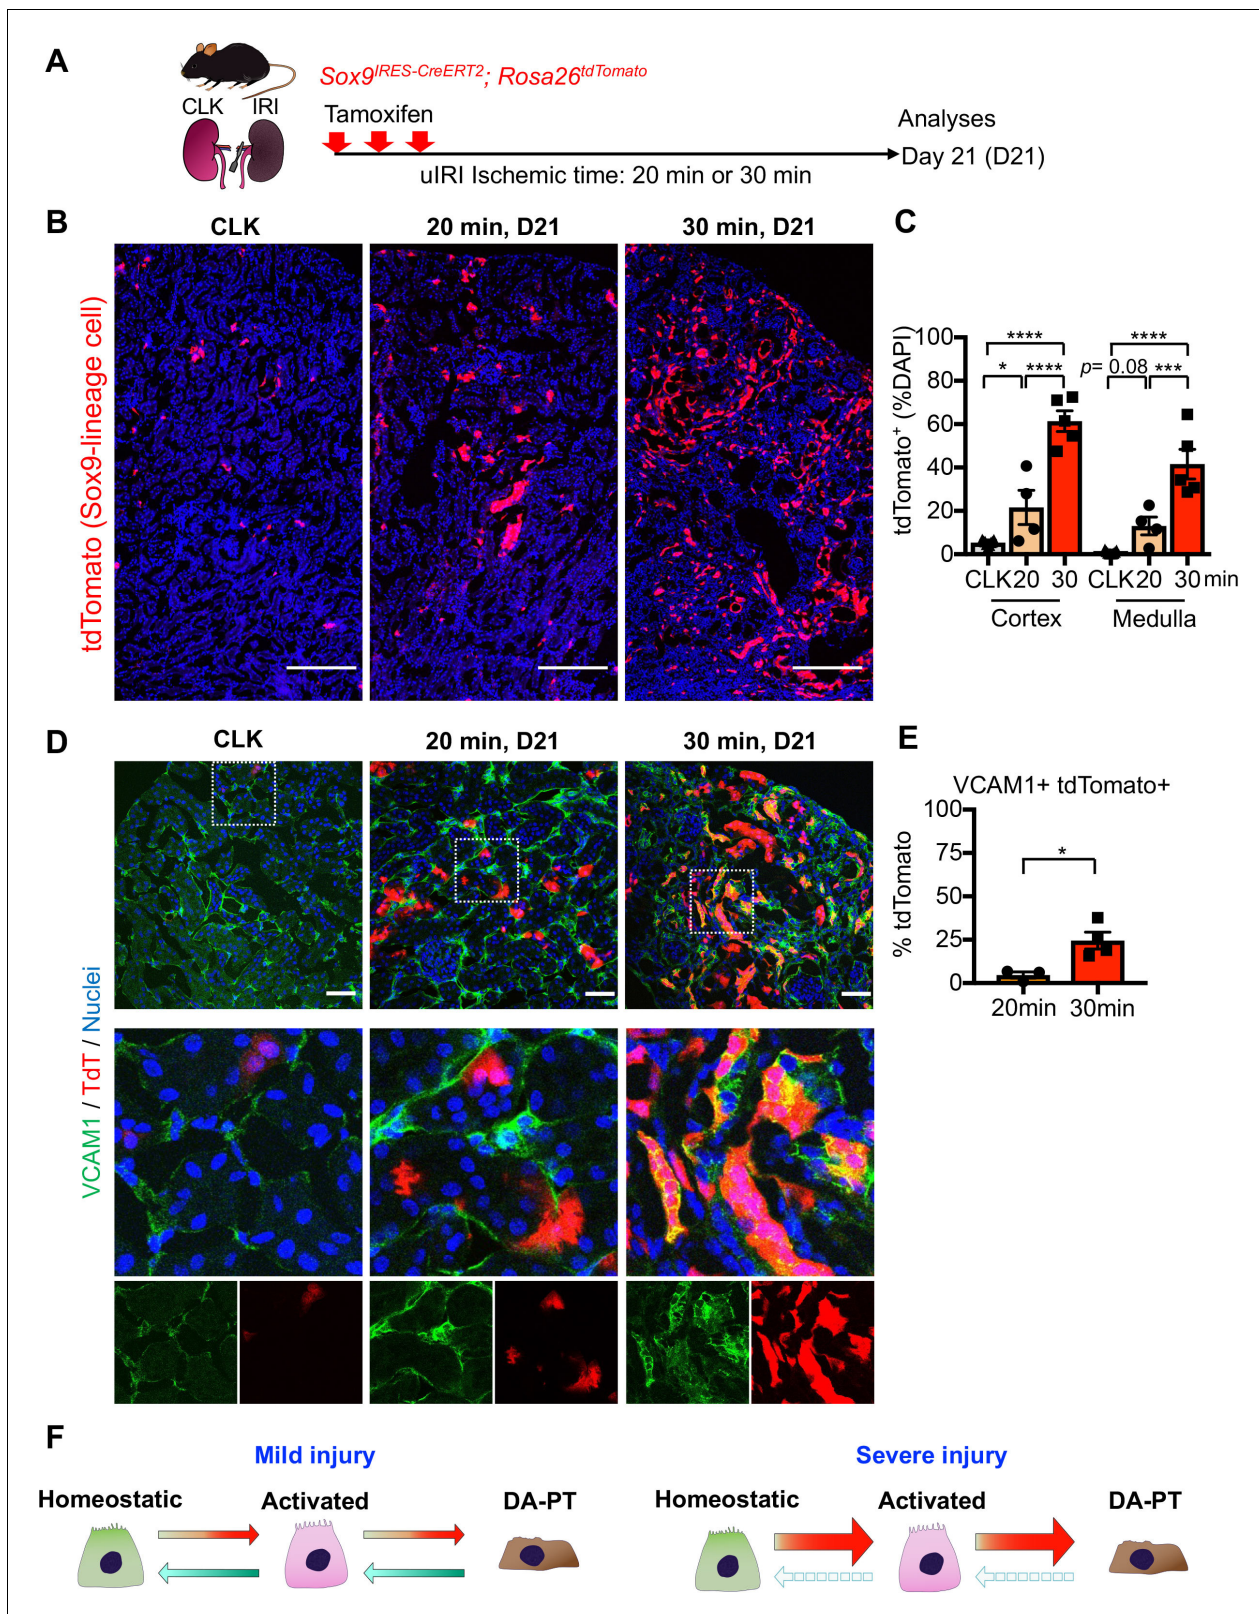 A
CLK IRI
Sox9IRES-CreERT2; Rosa26tdTomato
Tamoxifen
uIRI Ischemic time: 20 min or 30 min
Analyses
Day 21 (D21)
B
CLK
20 min, D21
30 min, D21
tdTomato (Sox9-lineage cell)
C
tdTomato+ (%DAPI)
100
80
60
40
20
0
****
* ****
****
p= 0.08 ***
CLK 20 30 CLK 20 30 min
Cortex
Medulla
D
CLK
20 min, D21
30 min, D21
VCAM1 / TdT / Nuclei
E
VCAM1+ tdTomato+
% tdTomato
100
75
50
25
0
*
20min 30min
F
Mild injury
Homeostatic
Activated
DA-PT
Severe injury
Homeostatic
Activated
DA-PT